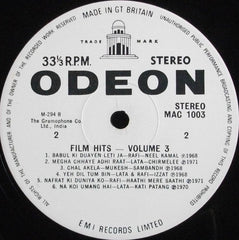 MADE IN GT BRITAIN
TRADE MARK
33⅓ R.P.M. STEREO
ODEON
M-294 B
The Gramophone Co
Ltd., India
STEREO
MAC 1003
2 2
FILM HITS — VOLUME 3
1. BABUL KI DUAYEN LETI JA-RAFI-NEEL KAMAL ℗1968
2. MEGHA CHHAYE ADHI RAAT-LATA-CHIRMELEE ℗1971
3. CHAL AKELA-MUKESH-SAMBANDH ℗1968
4. YEH DIL TUM BIN-LATA & RAFI-IZZAT ℗1968
5. NAFRAT KI DUNIYA KO-RAFI-HAATHI MERE SAATHI ℗1971
6. NA KOI UMANG HAI-LATA-KATI PATANG ℗1970
E M I RECORDS LIMITED
ALL RIGHTS OF THE MANUFACTURER AND OF THE OWNER OF THE RECORDED WORK RESERVED
UNAUTHORISED PUBLIC PERFORMANCE BROADCASTING AND COPYING OF THIS RECORD PROHIBITED